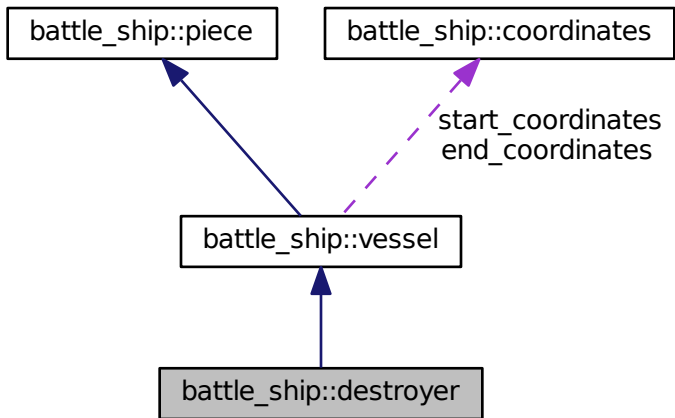 battle_ship::piece
battle_ship::coordinates
start_coordinates
end_coordinates
battle_ship::vessel
battle_ship::destroyer